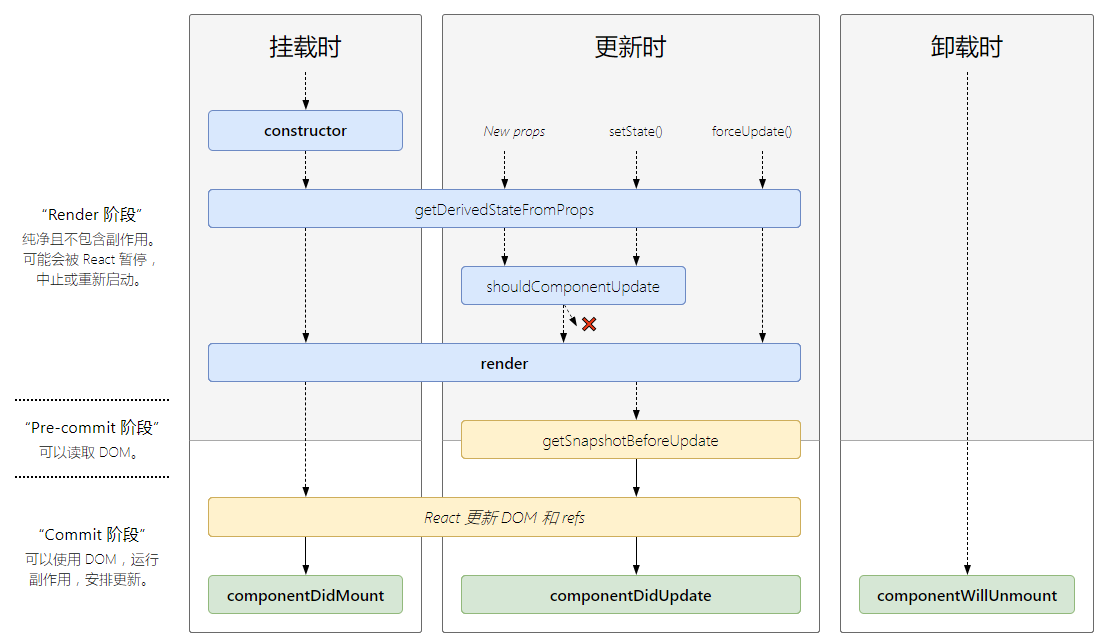 挂载时
更新时
卸载时
constructor
New props
setState()
forceUpdate()
getDerivedStateFromProps
“Render 阶段”
纯净且不包含副作用。
可能会被 React 暂停，
中止或重新启动。
shouldComponentUpdate
render
“Pre-commit 阶段”
可以读取 DOM。
getSnapshotBeforeUpdate
React 更新 DOM 和 refs
“Commit 阶段”
可以使用 DOM，运行
副作用，安排更新。
componentDidMount
componentDidUpdate
componentWillUnmount